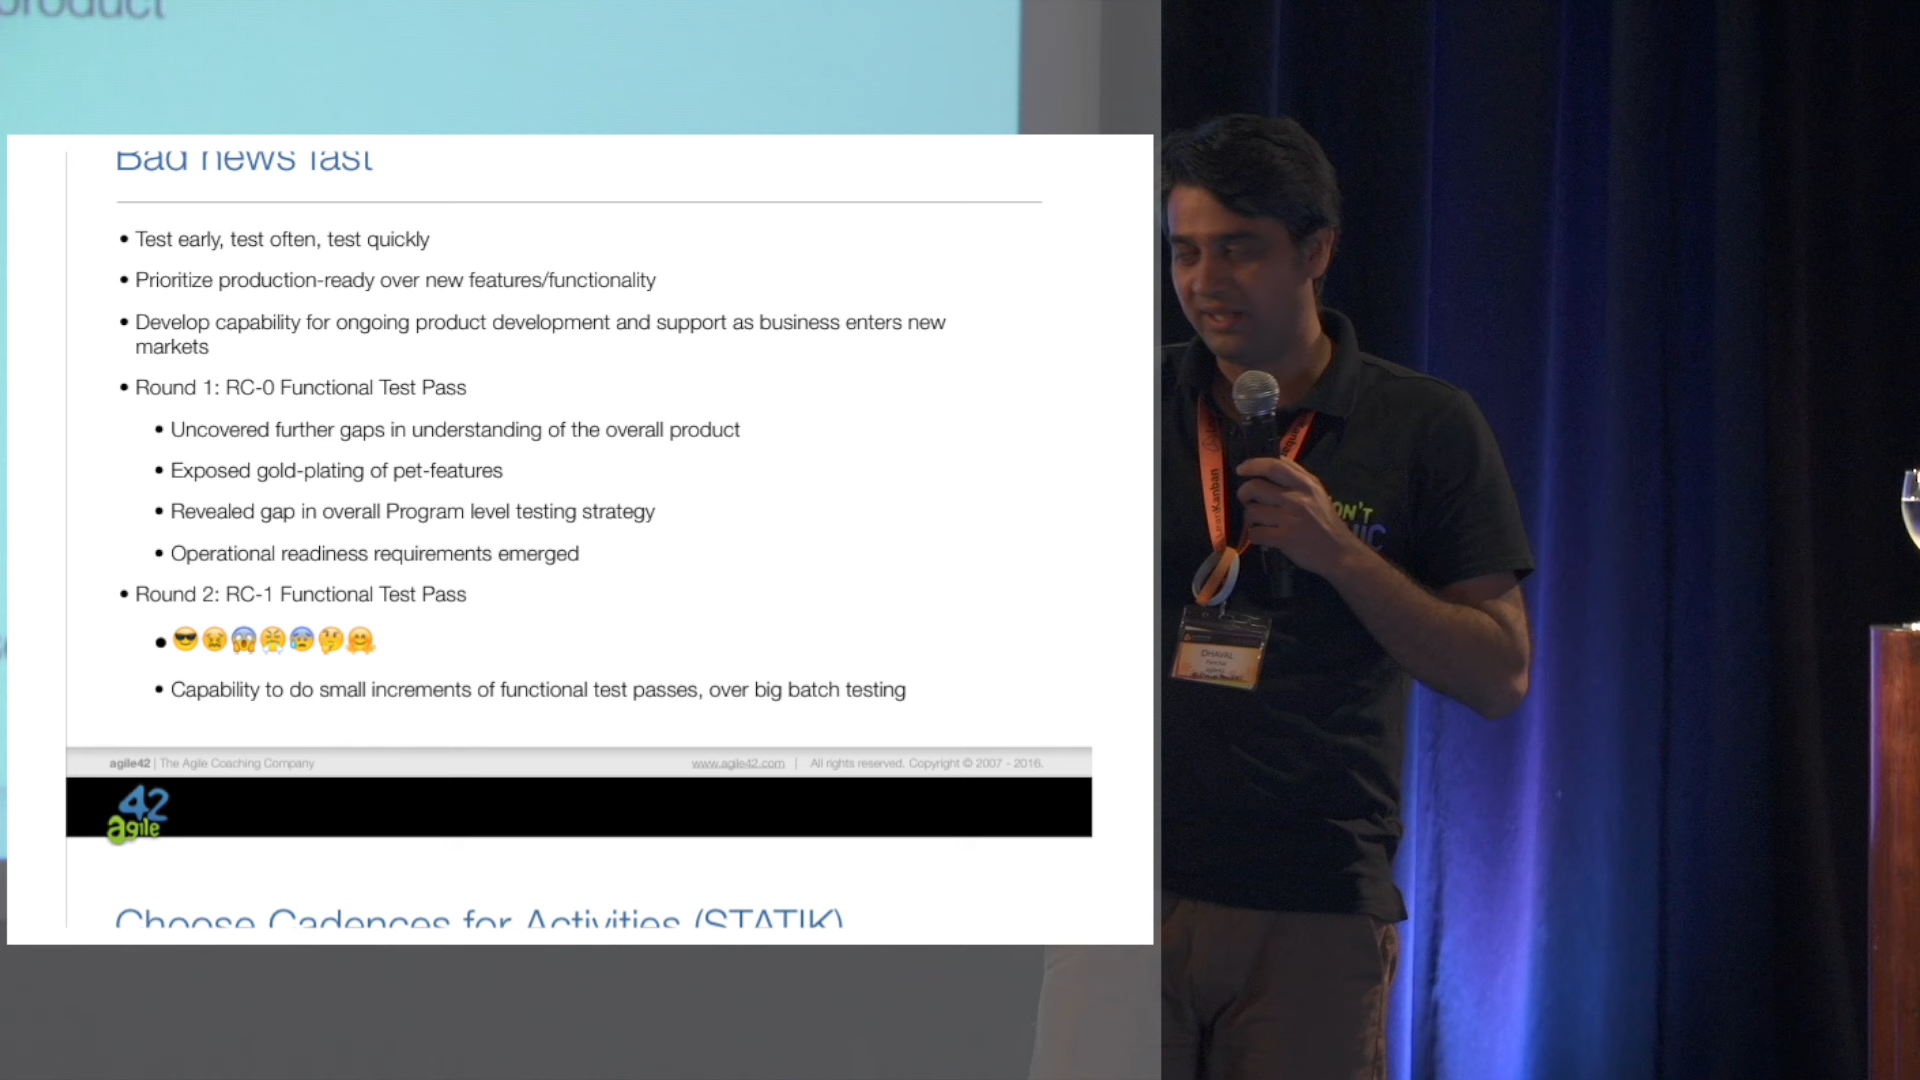 product
Bad news fast
• Test early, test often, test quickly
• Prioritize production-ready over new features/functionality
• Develop capability for ongoing product development and support as business enters new
markets
• Round 1: RC-0 Functional Test Pass
• Uncovered further gaps in understanding of the overall product
• Exposed gold-plating of pet-features
• Revealed gap in overall Program level testing strategy
• Operational readiness requirements emerged
• Round 2: RC-1 Functional Test Pass
• 😎😖😱😤😰🤔🤗
• Capability to do small increments of functional test passes, over big batch testing
agile42 | The Agile Coaching Company
www.agile42.com | All rights reserved. Copyright © 2007 - 2016.
42
agile
Choose Cadences for Activities (STATIK)
LeanKanban
ON'T
IC
DHAVAL